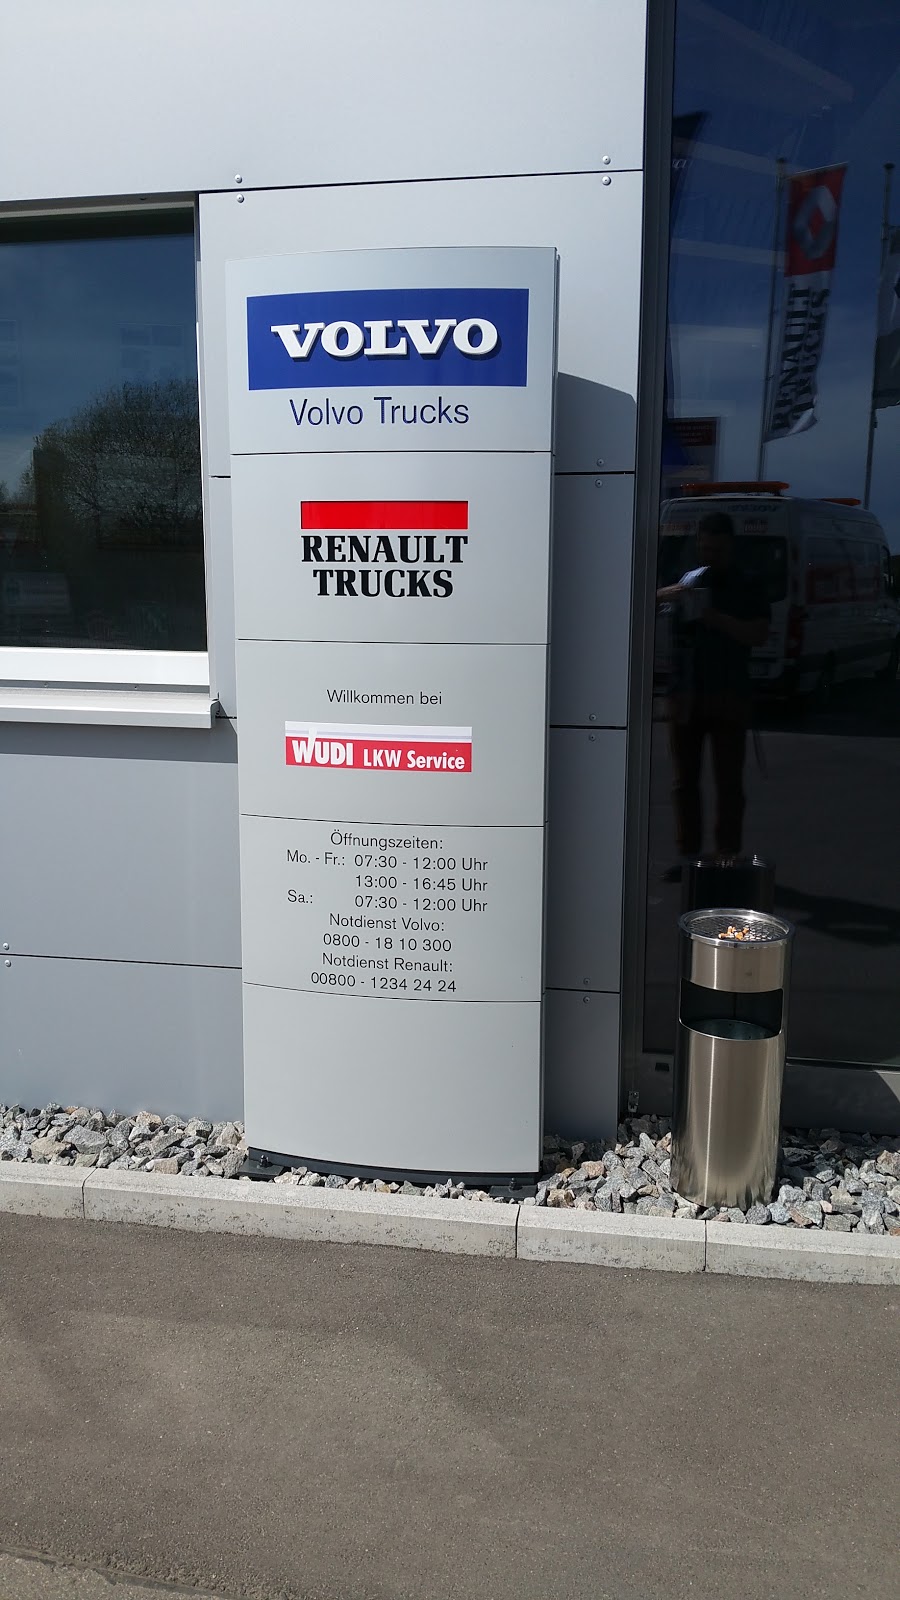 VOLVO
Volvo Trucks
RENAULT
TRUCKS
Willkommen bei
WUDI LKW Service
Öffnungszeiten:
Mo. - Fr.: 07:30 - 12:00 Uhr
13:00 - 16:45 Uhr
Sa.: 07:30 - 12:00 Uhr
Notdienst Volvo:
0800 - 18 10 300
Notdienst Renault:
00800 - 1234 24 24
RENAULT
TRUCKS